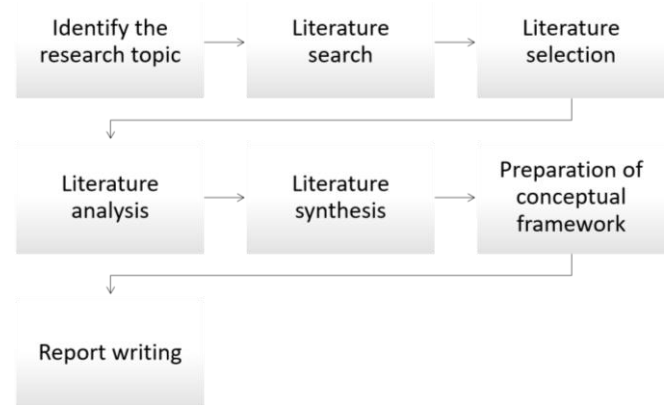 Identify the
research topic
Literature
search
Literature
selection
Literature
analysis
Literature
synthesis
Preparation of
conceptual
framework
Report writing